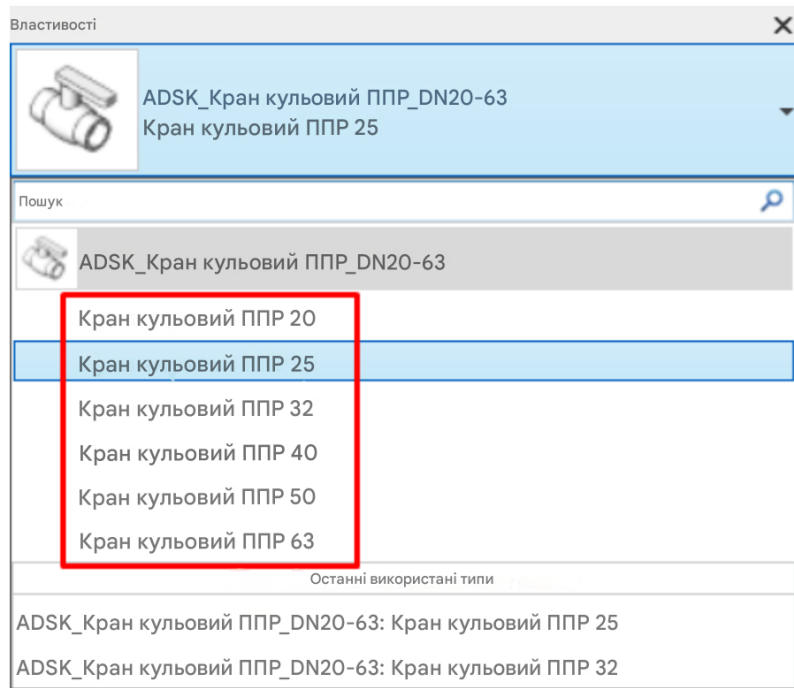 Властивості
ADSK_Кран кульовий ППР_DN20-63
Кран кульовий ППР 25
Пошук
ADSK_Кран кульовий ППР_DN20-63
Кран кульовий ППР 20
Кран кульовий ППР 25
Кран кульовий ППР 32
Кран кульовий ППР 40
Кран кульовий ППР 50
Кран кульовий ППР 63
Останні використані типи
ADSK_Кран кульовий ППР_DN20-63: Кран кульовий ППР 25
ADSK_Кран кульовий ППР_DN20-63: Кран кульовий ППР 32